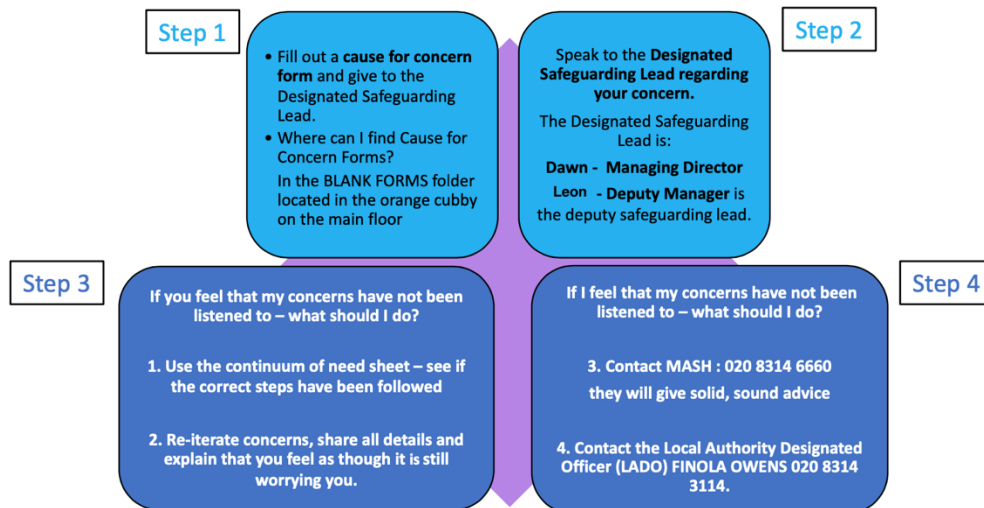 Step 1
• Fill out a cause for concern
form and give to the
Designated Safeguarding
Lead.
• Where can I find Cause for
Concern Forms?
In the BLANK FORMS folder
located in the orange cubby
on the main floor
Step 2
Speak to the Designated
Safeguarding Lead regarding
your concern.
The Designated Safeguarding
Lead is:
Dawn - Managing Director
Leon - Deputy Manager is
the deputy safeguarding lead.
Step 3
If you feel that my concerns have not been
listened to – what should I do?
1. Use the continuum of need sheet – see if
the correct steps have been followed
2. Re-iterate concerns, share all details and
explain that you feel as though it is still
worrying you.
Step 4
If I feel that my concerns have not been
listened to – what should I do?
3. Contact MASH : 020 8314 6660
they will give solid, sound advice
4. Contact the Local Authority Designated
Officer (LADO) FINOLA OWENS 020 8314
3114.